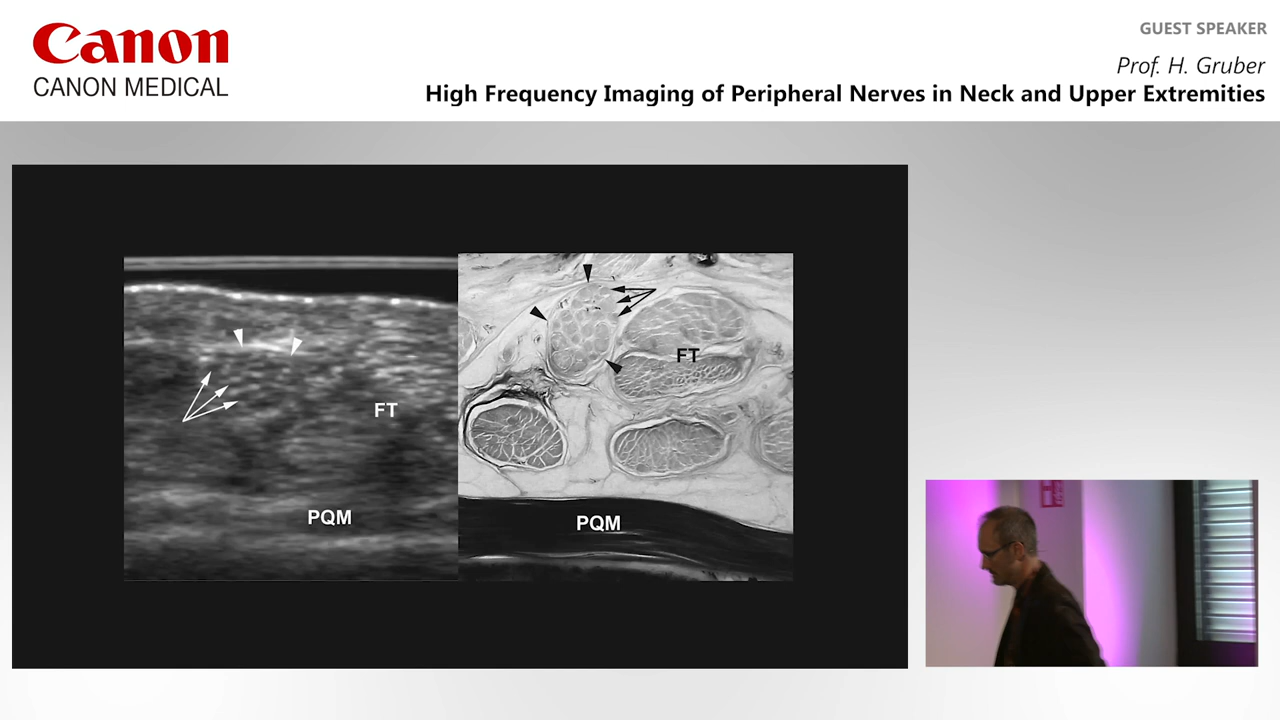 Canon
CANON MEDICAL
GUEST SPEAKER
Prof. H. Gruber
High Frequency Imaging of Peripheral Nerves in Neck and Upper Extremities
FT
PQM
FT
PQM